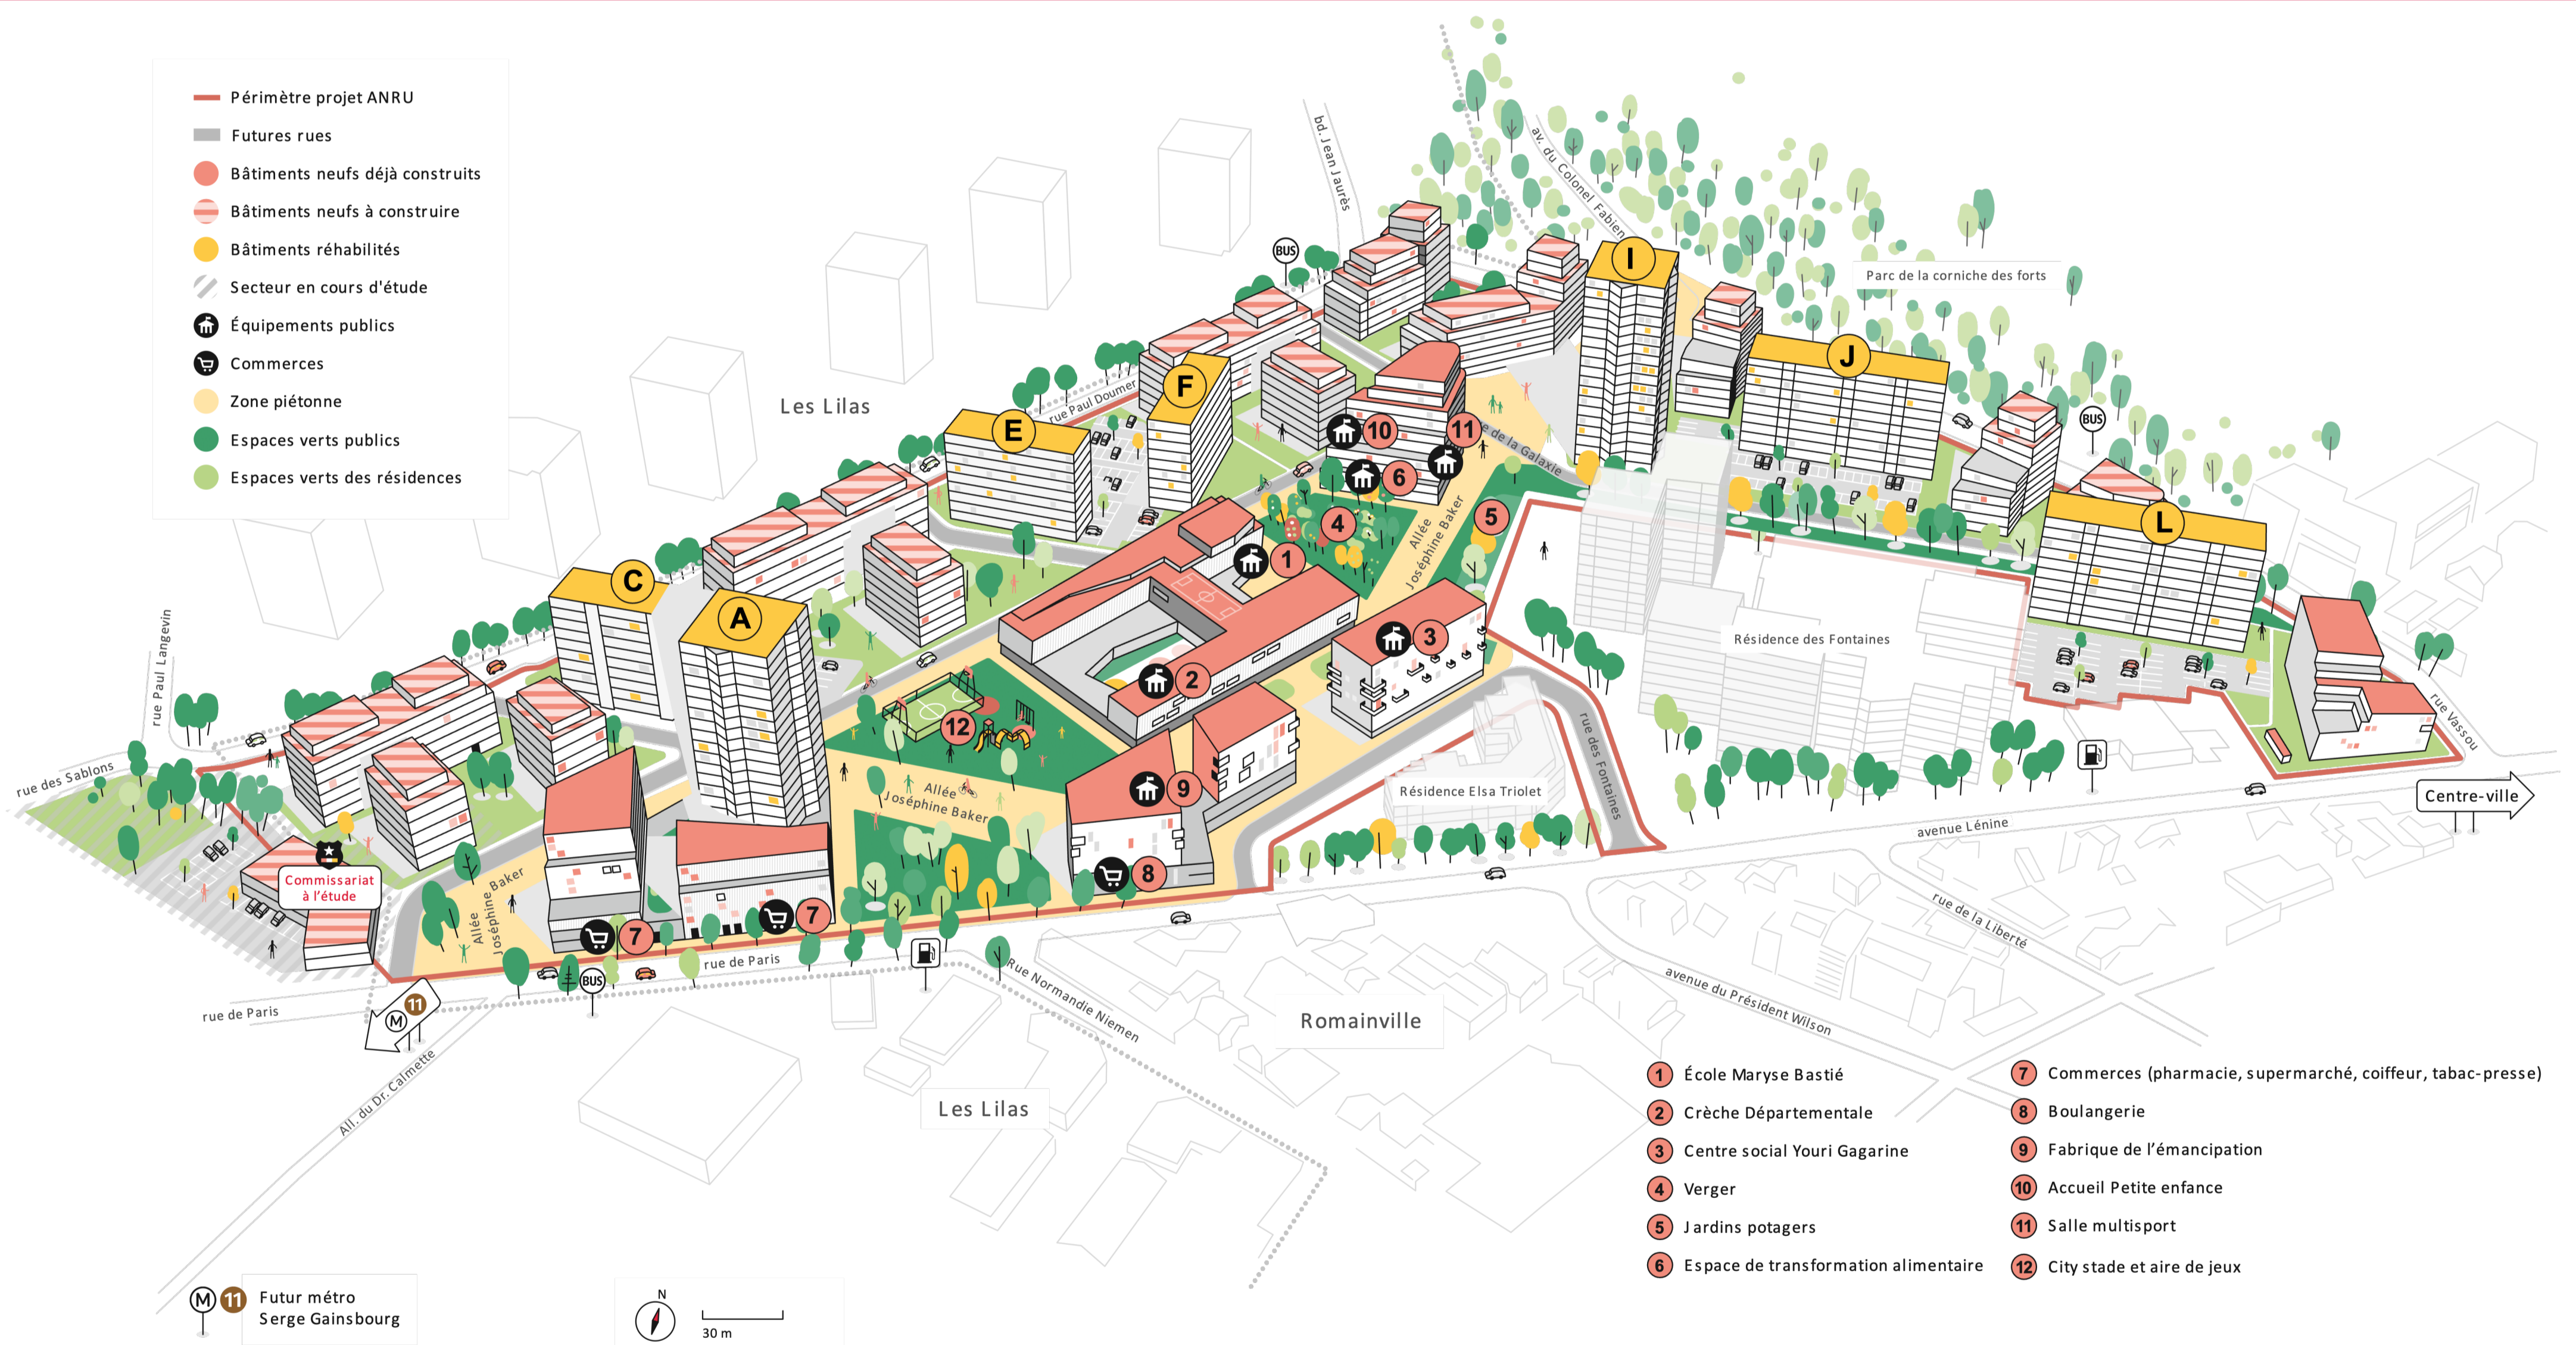 Périmètre projet ANRU
Futures rues
Bâtiments neufs déjà construits
Bâtiments neufs à construire
Bâtiments réhabilités
Secteur en cours d'étude
Équipements publics
Commerces
Zone piétonne
Espaces verts publics
Espaces verts des résidences
bd. Jean Jaurès
av. du Colonel Fabien
BUS
I
Parc de la corniche des forts
J
F
rue Paul Doumer
Les Lilas
E
BUS
10
11
e de la Galaxie
6
L
4
5
Allée
Joséphine Baker
1
C
A
rue Paul Langevin
3
Résidence des Fontaines
2
12
rue Vassou
rue des Fontaines
rue des Sablons
9
Allée
Joséphine Baker
Résidence Elsa Triolet
Centre-ville
avenue Lénine
Commissariat
à l'étude
8
Allée
Joséphine Baker
7
7
rue de la Liberté
rue de Paris
BUS
Rue Normandie Niemen
avenue du Président Wilson
rue de Paris
M 11
Romainville
All. du Dr. Calmette
Les Lilas
1 École Maryse Bastié
2 Crèche Départementale
3 Centre social Youri Gagarine
4 Verger
5 Jardins potagers
6 Espace de transformation alimentaire
7 Commerces (pharmacie, supermarché, coiffeur, tabac-presse)
8 Boulangerie
9 Fabrique de l'émancipation
10 Accueil Petite enfance
11 Salle multisport
12 City stade et aire de jeux
M 11 Futur métro
Serge Gainsbourg
N
30 m